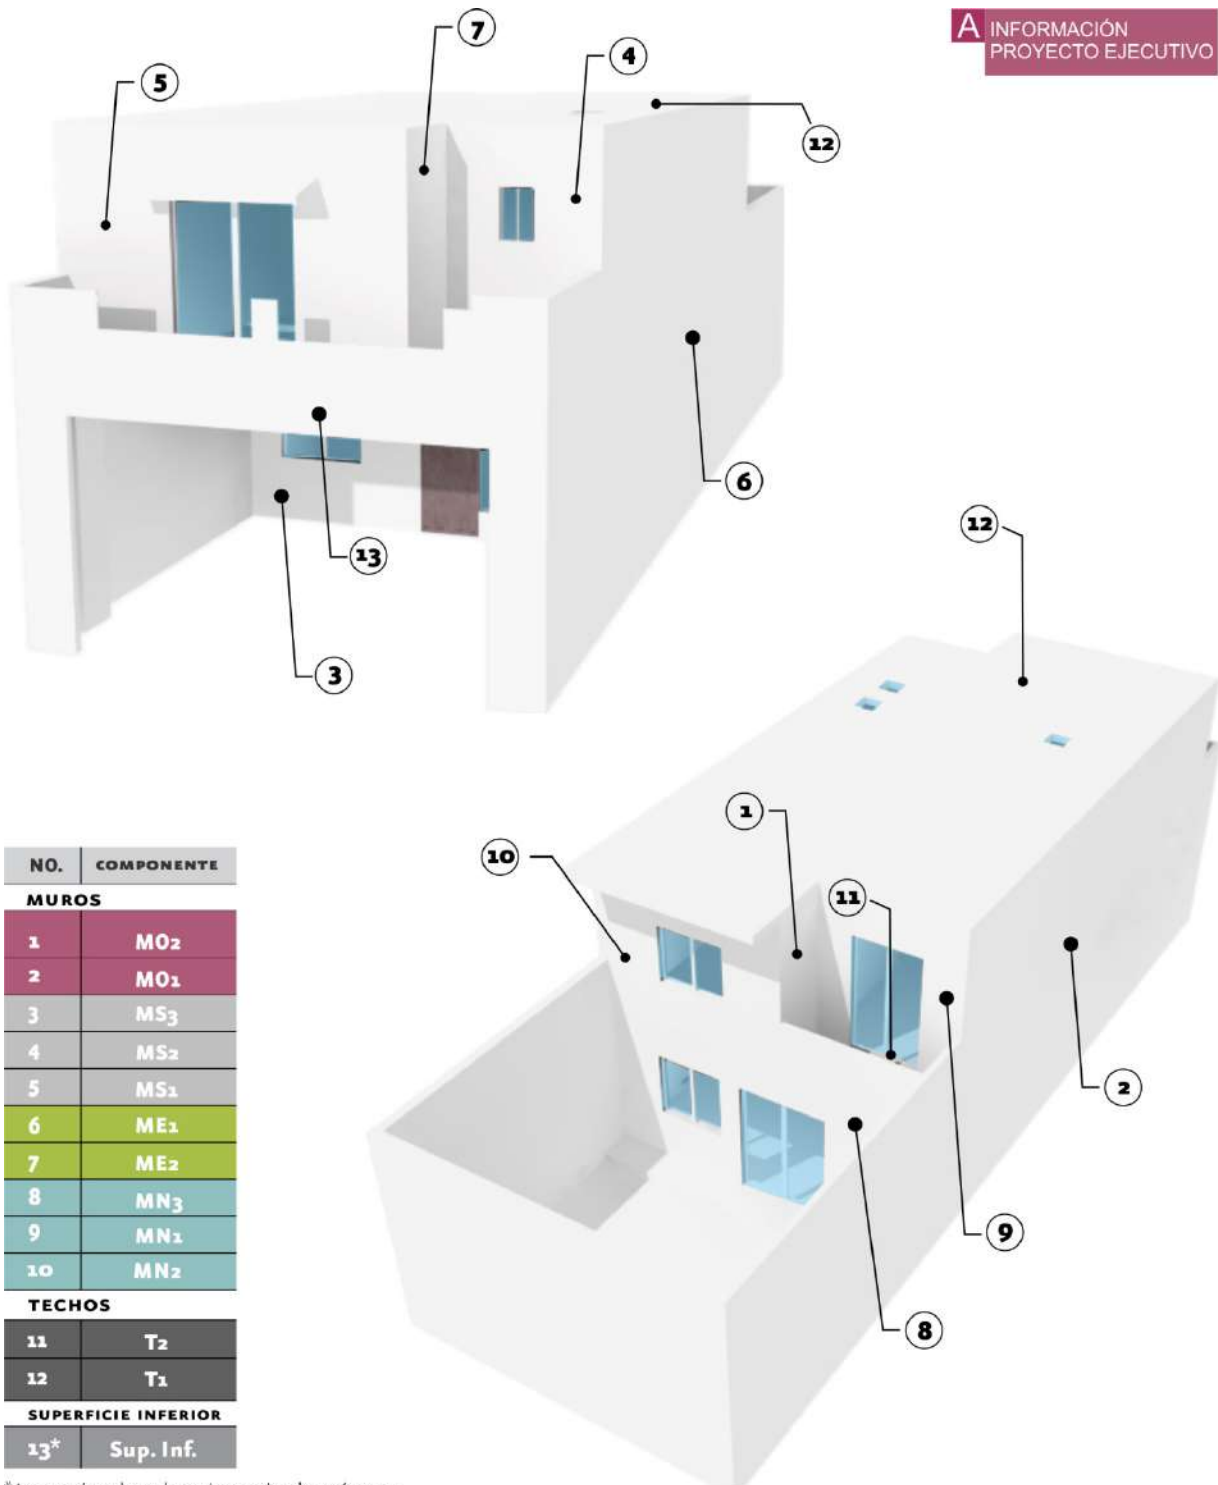 A INFORMACIÓN
PROYECTO EJECUTIVO
7
4
5
12
6
13
3
12
1
10
11
2
9
8
NO. COMPONENTE
MUROS
1 MO2
2 MO1
3 MS3
4 MS2
5 MS1
6 ME1
7 ME2
8 MN3
9 MN1
10 MN2
TECHOS
11 T2
12 T1
SUPERFICIE INFERIOR
13* Sup. Inf.